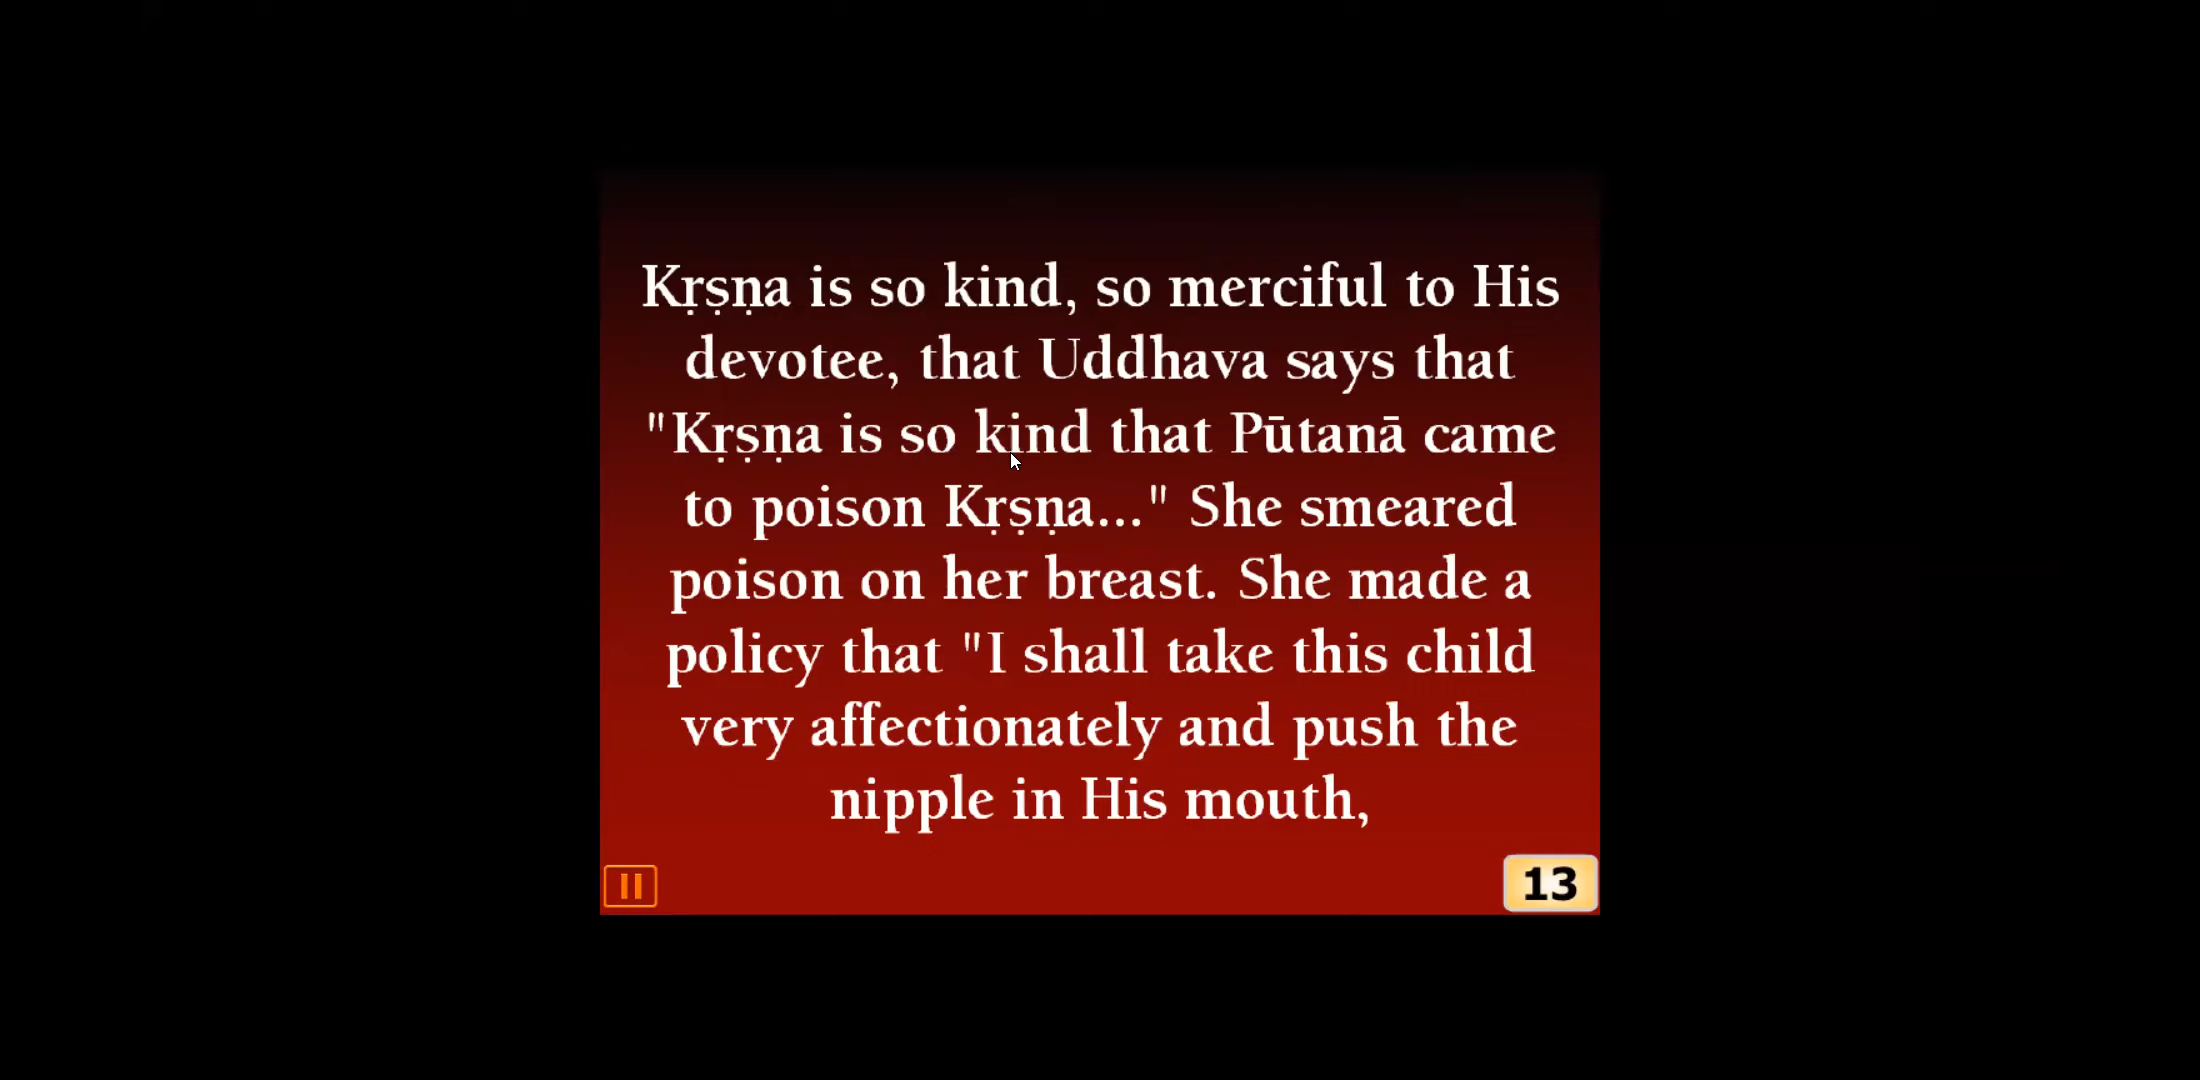 Kṛṣṇa is so kind, so merciful to His
devotee, that Uddhava says that
"Kṛṣṇa is so kind that Pūtanā came
to poison Kṛṣṇa..." She smeared
poison on her breast. She made a
policy that "I shall take this child
very affectionately and push the
nipple in His mouth,
13